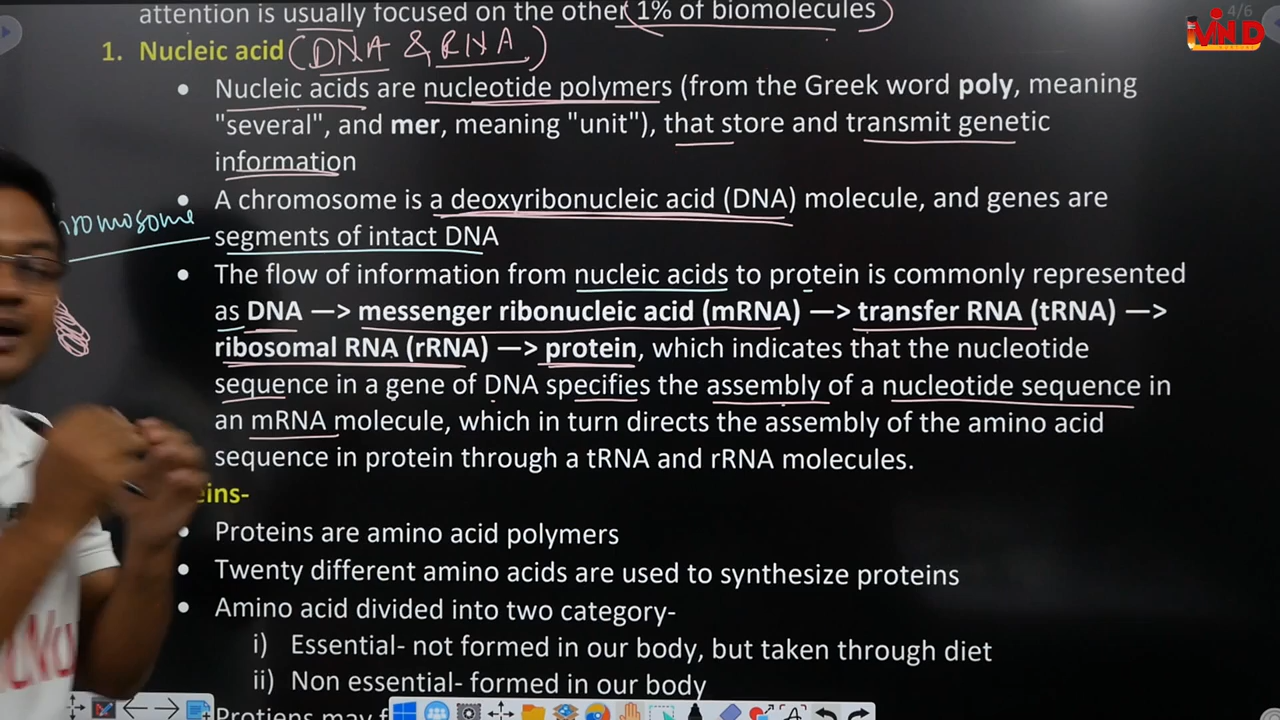 attention is usually focused on the other 1% of biomolecules
4/6
MIND
1. Nucleic acid (DNA & RNA)
• Nucleic acids are nucleotide polymers (from the Greek word poly, meaning
"several", and mer, meaning "unit"), that store and transmit genetic
information
• A chromosome is a deoxyribonucleic acid (DNA) molecule, and genes are
hromosome
segments of intact DNA
• The flow of information from nucleic acids to protein is commonly represented
as DNA —> messenger ribonucleic acid (mRNA) —> transfer RNA (tRNA) —>
ribosomal RNA (rRNA) —> protein, which indicates that the nucleotide
sequence in a gene of DNA specifies the assembly of a nucleotide sequence in
an mRNA molecule, which in turn directs the assembly of the amino acid
sequence in protein through a tRNA and rRNA molecules.
eins-
• Proteins are amino acid polymers
• Twenty different amino acids are used to synthesize proteins
• Amino acid divided into two category-
i) Essential- not formed in our body, but taken through diet
ii) Non essential- formed in our body
Protiens may f